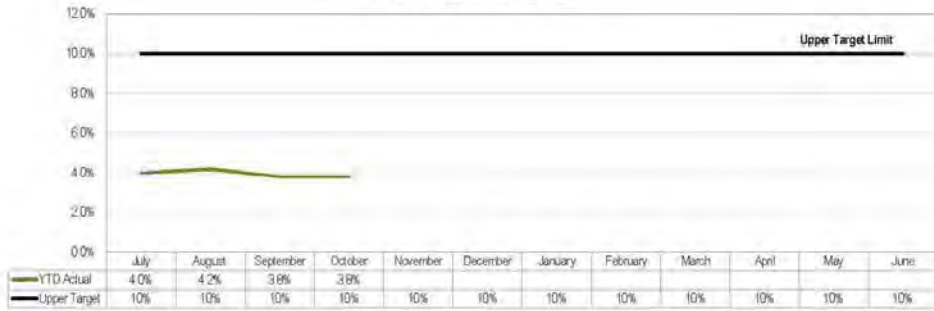 12.0%
Upper Target Limit
10.0%
8.0%
6.0%
4.0%
2.0%
0.0%
July August September October November December January February March April May June
YTD Actual 4.0% 4.2% 3.8% 3.8%
Upper Target 10% 10% 10% 10% 10% 10% 10% 10% 10% 10% 10% 10%